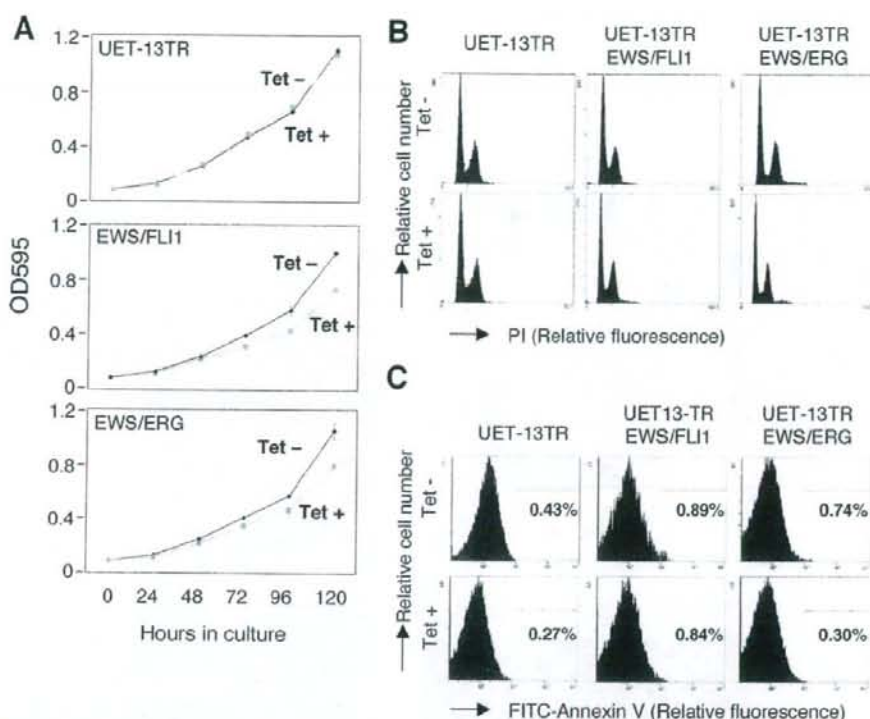 A
1.2
UET-13TR
Tet –
0.8
Tet +
0.4
0
1.2
EWS/FLI1
Tet –
0.8
Tet +
0.4
0
1.2
EWS/ERG
Tet –
0.8
0.4
Tet +
0
OD595
0 24 48 72 96 120
Hours in culture
B
UET-13TR
UET-13TR
EWS/FLI1
UET-13TR
EWS/ERG
Relative cell number
Tet -
Tet +
PI (Relative fluorescence)
C
UET-13TR
UET13-TR
EWS/FLI1
UET-13TR
EWS/ERG
Relative cell number
Tet -
0.43%
0.89%
0.74%
Tet +
0.27%
0.84%
0.30%
FITC-Annexin V (Relative fluorescence)